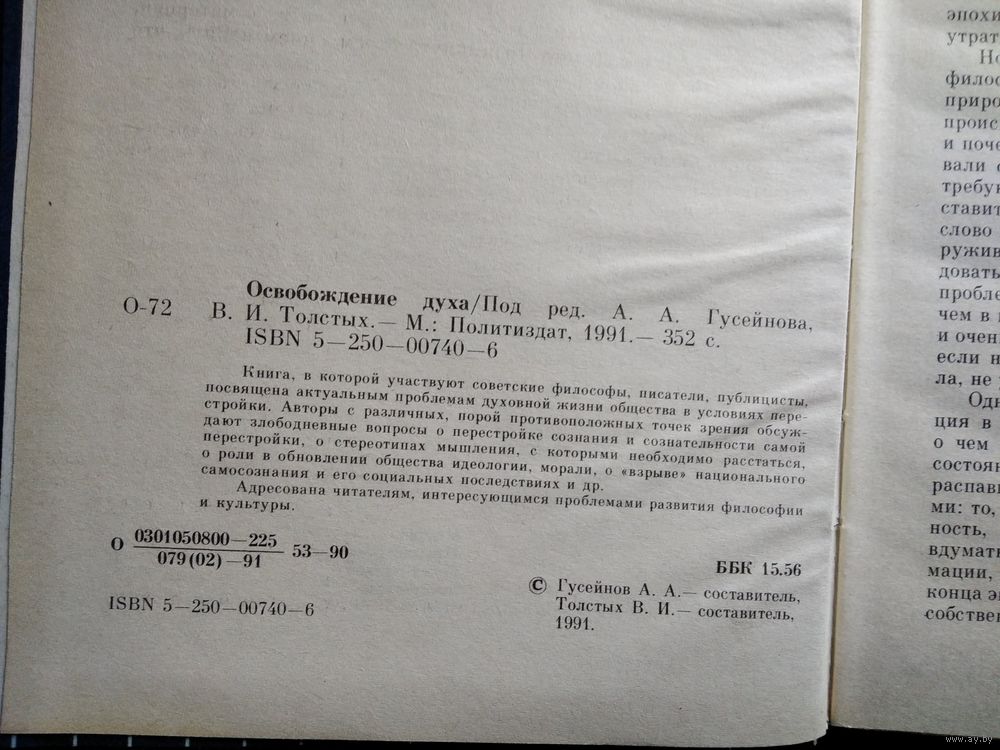 Освобождение духа/Под ред. А. А. Гусейнова,
О-72 В. И. Толстых.— М.: Политиздат, 1991.— 352 с.
ISBN 5—250—00740—6
Книга, в которой участвуют советские философы, писатели, публицисты,
посвящена актуальным проблемам духовной жизни общества в условиях пере-
стройки. Авторы с различных, порой противоположных точек зрения обсуж-
дают злободневные вопросы о перестройке сознания и сознательности самой
перестройки, о стереотипах мышления, с которыми необходимо расстаться,
о роли в обновлении общества идеологии, морали, о «взрыве» национального
самосознания и его социальных последствиях и др.
Адресована читателям, интересующимся проблемами развития философии
и культуры.
О 0301050800—225 53—90
079(02)—91
ББК 15.56
ISBN 5—250—00740—6
© Гусейнов А. А.— составитель,
Толстых В. И.— составитель,
1991.
эпохи
утрат
филос
приро
проис
и поче
вали
требу
ставит
слово
ружив
довать
пробле
чем в
и очен
если н
ла, не
Одн
ция в
о чем
состоян
распав
ми: то,
ность,
вдумат
мации,
конца э
собствен
www.ay.by